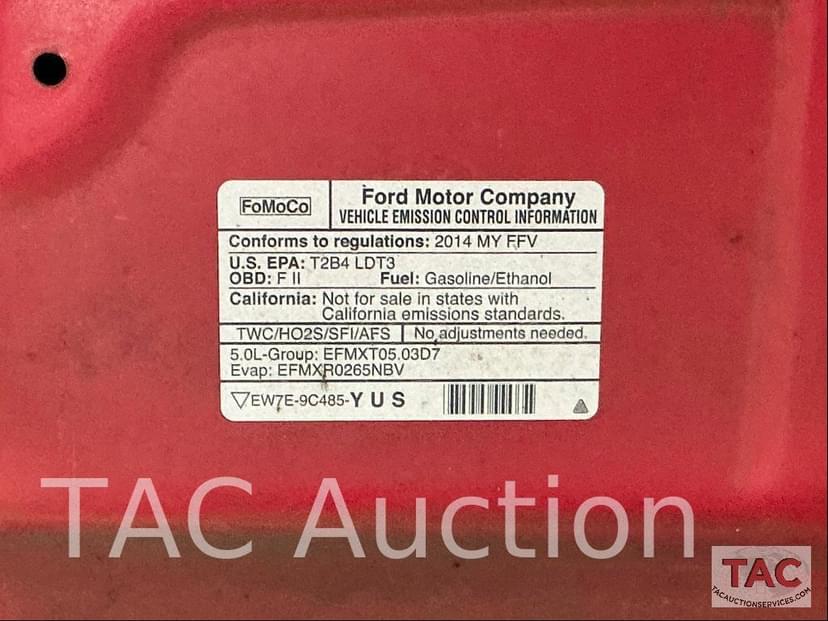 FoMoCo
Ford Motor Company
VEHICLE EMISSION CONTROL INFORMATION
Conforms to regulations: 2014 MY FFV
U.S. EPA: T2B4 LDT3
OBD: F II Fuel: Gasoline/Ethanol
California: Not for sale in states with
California emissions standards.
TWC/HO2S/SFI/AFS No adjustments needed.
5.0L-Group: EFMXT05.03D7
Evap: EFMXR0265NBV
EW7E-9C485-Y U S
TAC Auction
TAC
TACAUCTIONSERVICES.COM